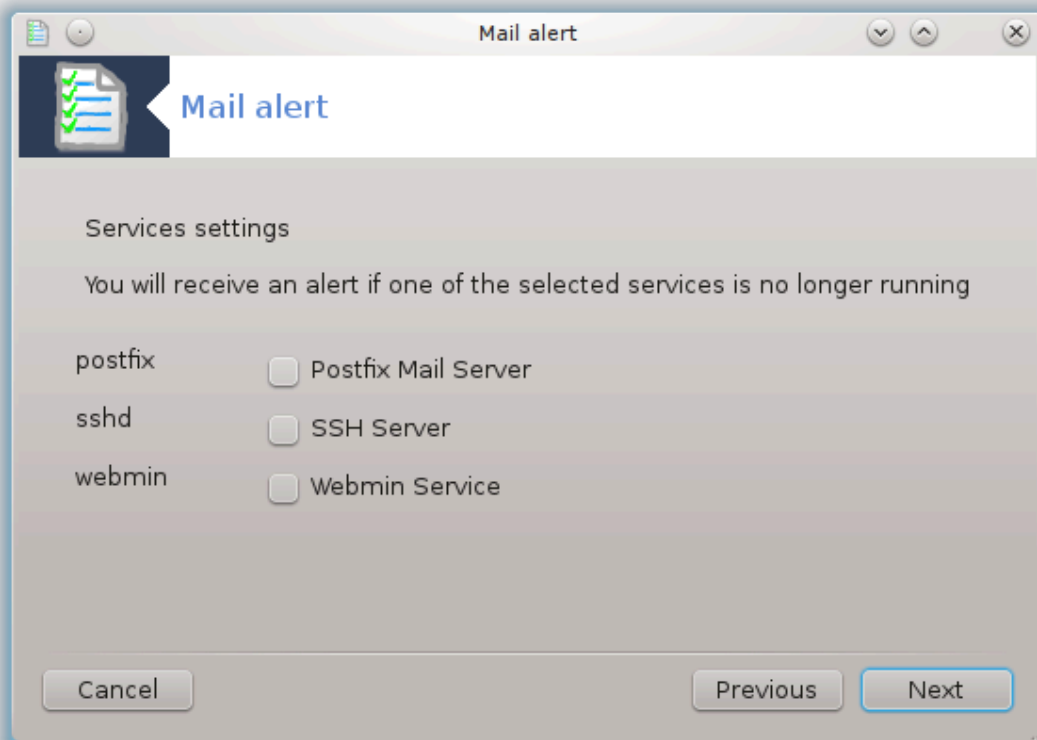 Mail alert
Mail alert
Services settings
You will receive an alert if one of the selected services is no longer running
postfix Postfix Mail Server
sshd SSH Server
webmin Webmin Service
Cancel Previous Next